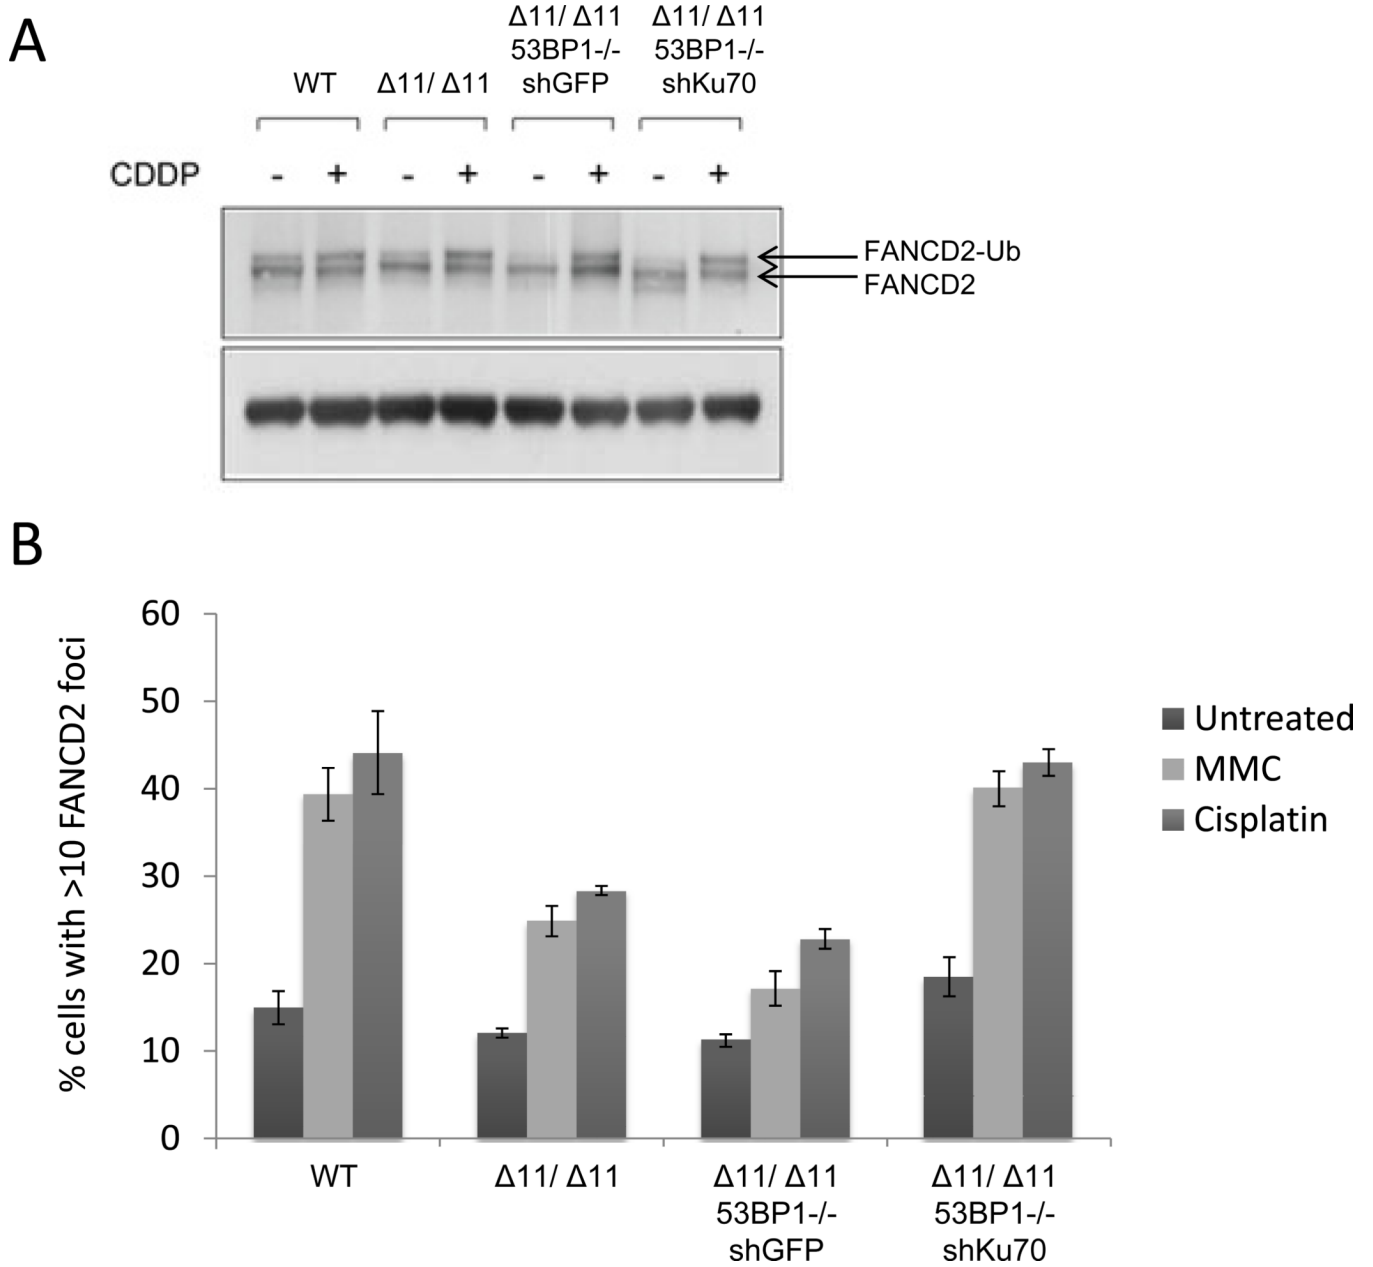 A
Δ11/ Δ11 Δ11/ Δ11
53BP1-/- 53BP1-/-
WT Δ11/ Δ11 shGFP shKu70
CDDP - + - + - + - +
FANCD2-Ub
FANCD2
B
% cells with >10 FANCD2 foci
60
50
40
30
20
10
0
Untreated
MMC
Cisplatin
WT Δ11/ Δ11 Δ11/ Δ11 Δ11/ Δ11
53BP1-/- 53BP1-/-
shGFP shKu70